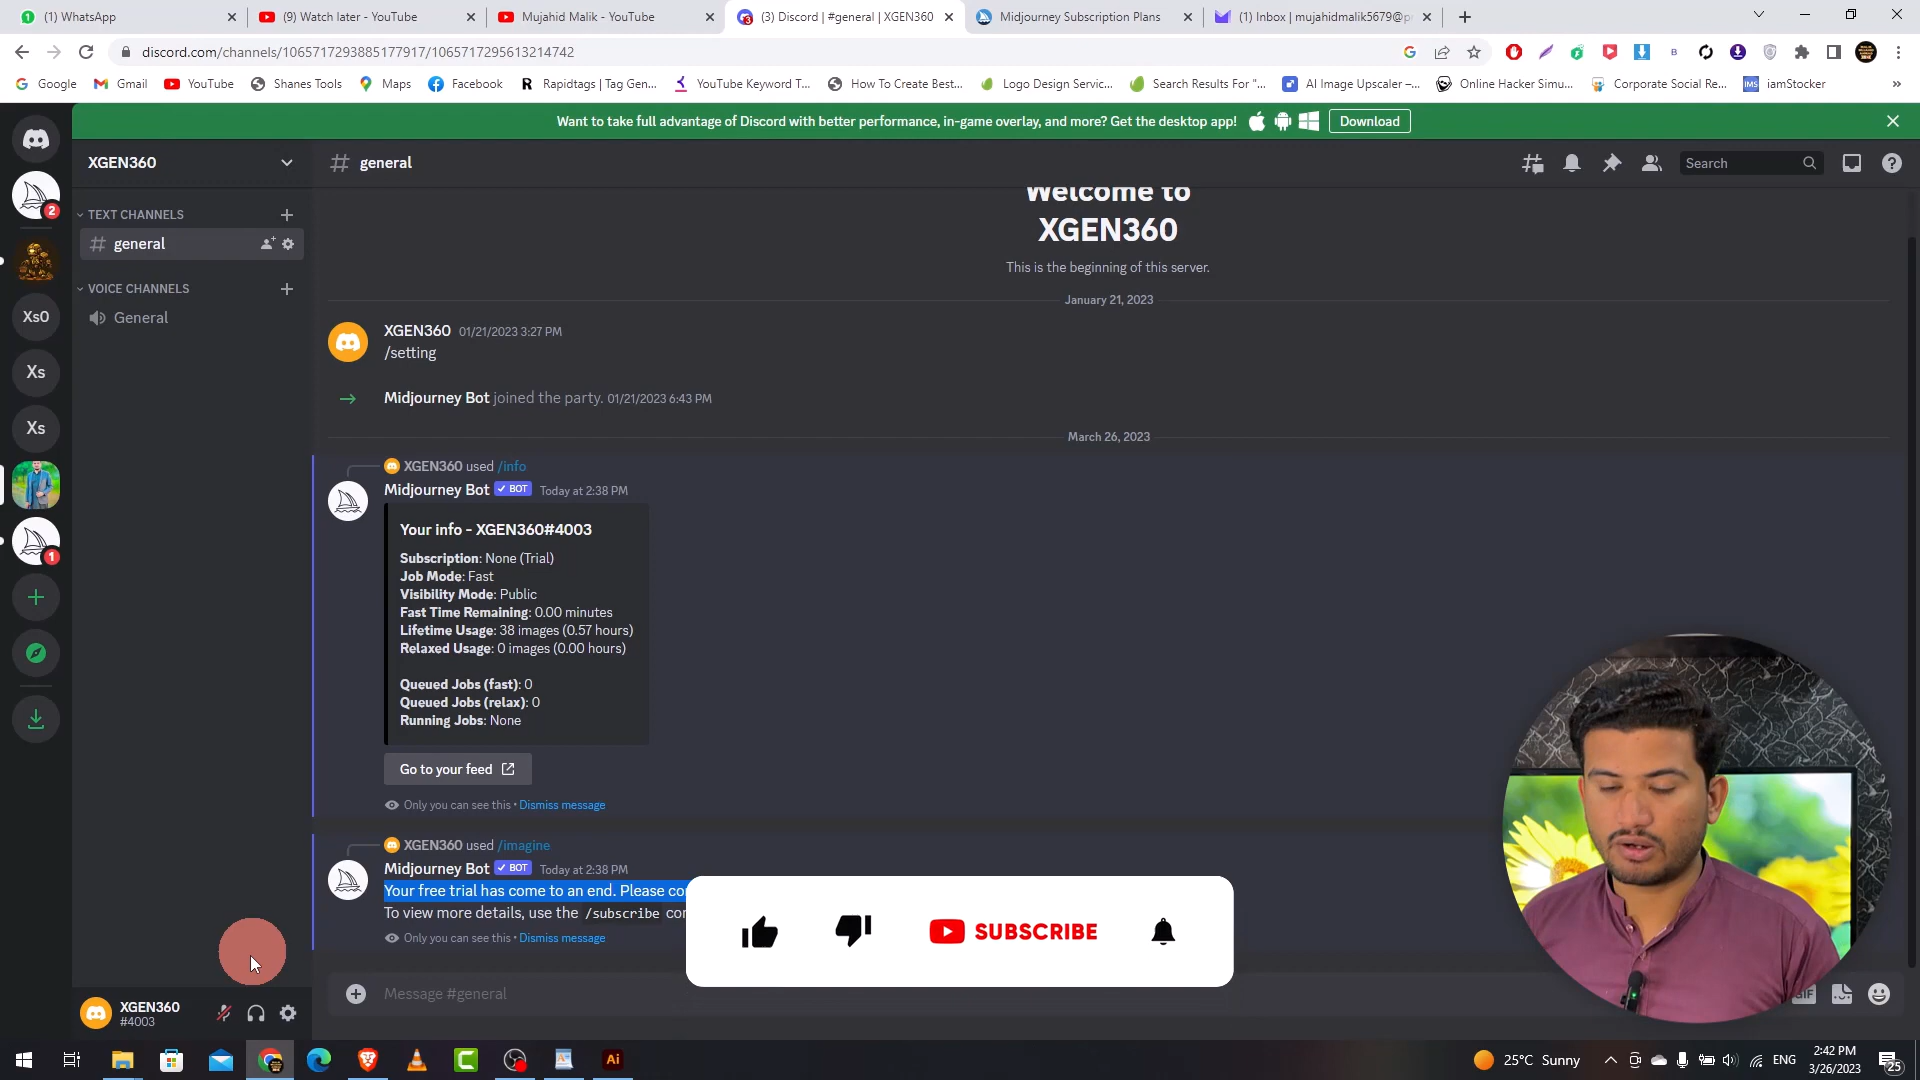 (1) WhatsApp
(9) Watch later - YouTube
Mujahid Malik - YouTube
(3) Discord | #general | XGEN360
Midjourney Subscription Plans
(1) Inbox | mujahidmalik5679@p
discord.com/channels/1065717293885177917/1065717295613214742
Google
Gmail
YouTube
Shanes Tools
Maps
Facebook
Rapidtags | Tag Gen...
YouTube Keyword T...
How To Create Best...
Logo Design Servic...
Search Results For "...
AI Image Upscaler –...
Online Hacker Simu...
Corporate Social Re...
IMS iamStocker
Want to take full advantage of Discord with better performance, in-game overlay, and more? Get the desktop app!
Download
XGEN360
general
Search
2
TEXT CHANNELS
general
VOICE CHANNELS
General
Xs0
Xs
Xs
1
Welcome to
XGEN360
This is the beginning of this server.
January 21, 2023
XGEN360 01/21/2023 3:27 PM
/setting
Midjourney Bot joined the party. 01/21/2023 6:43 PM
March 26, 2023
XGEN360 used /info
Midjourney Bot BOT Today at 2:38 PM
Your info - XGEN360#4003
Subscription: None (Trial)
Job Mode: Fast
Visibility Mode: Public
Fast Time Remaining: 0.00 minutes
Lifetime Usage: 38 images (0.57 hours)
Relaxed Usage: 0 images (0.00 hours)
Queued Jobs (fast): 0
Queued Jobs (relax): 0
Running Jobs: None
Go to your feed
Only you can see this • Dismiss message
XGEN360 used /imagine
Midjourney Bot BOT Today at 2:38 PM
Your free trial has come to an end. Please
To view more details, use the /subscribe
Only you can see this • Dismiss message
SUBSCRIBE
Message #general
GIF
XGEN360
#4003
Ai
25°C Sunny
ENG
2:42 PM
3/26/2023
25